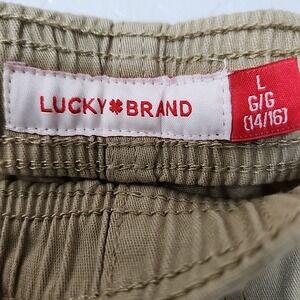 LUCKY BRAND
L
G/G
(14/16)